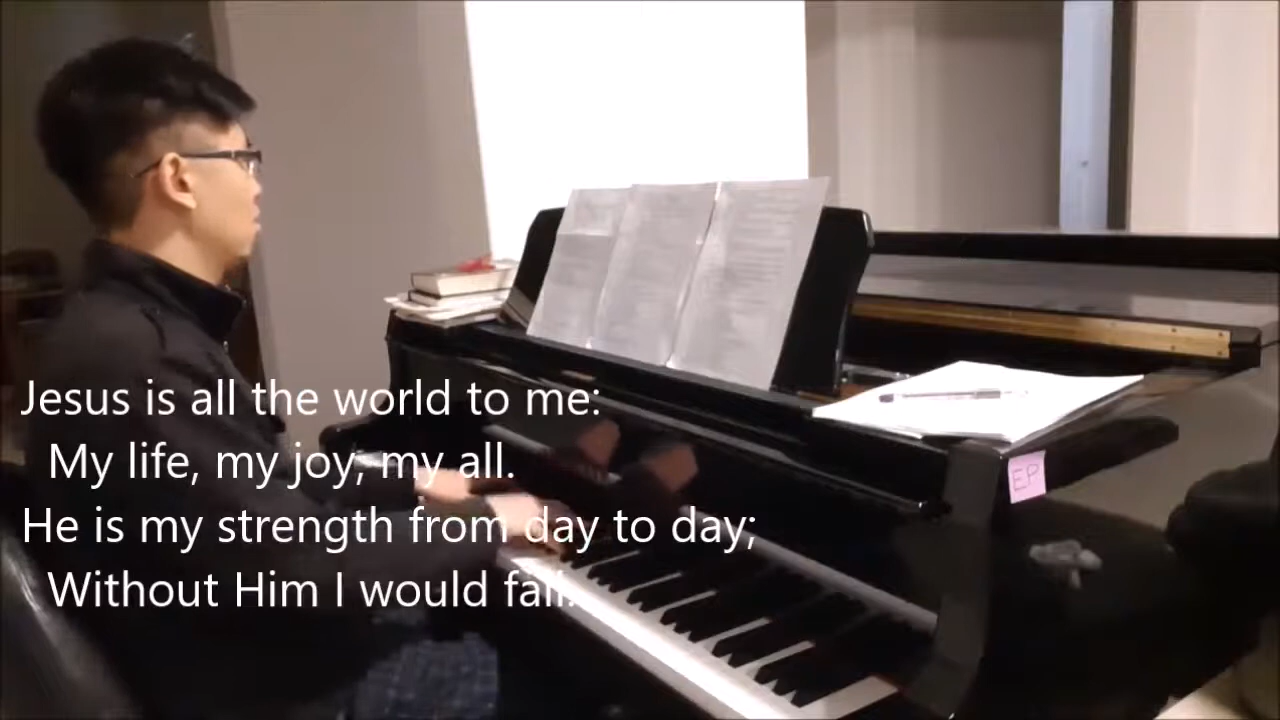 Jesus is all the world to me:
My life, my joy, my all.
He is my strength from day to day;
Without Him I would fall.
EP